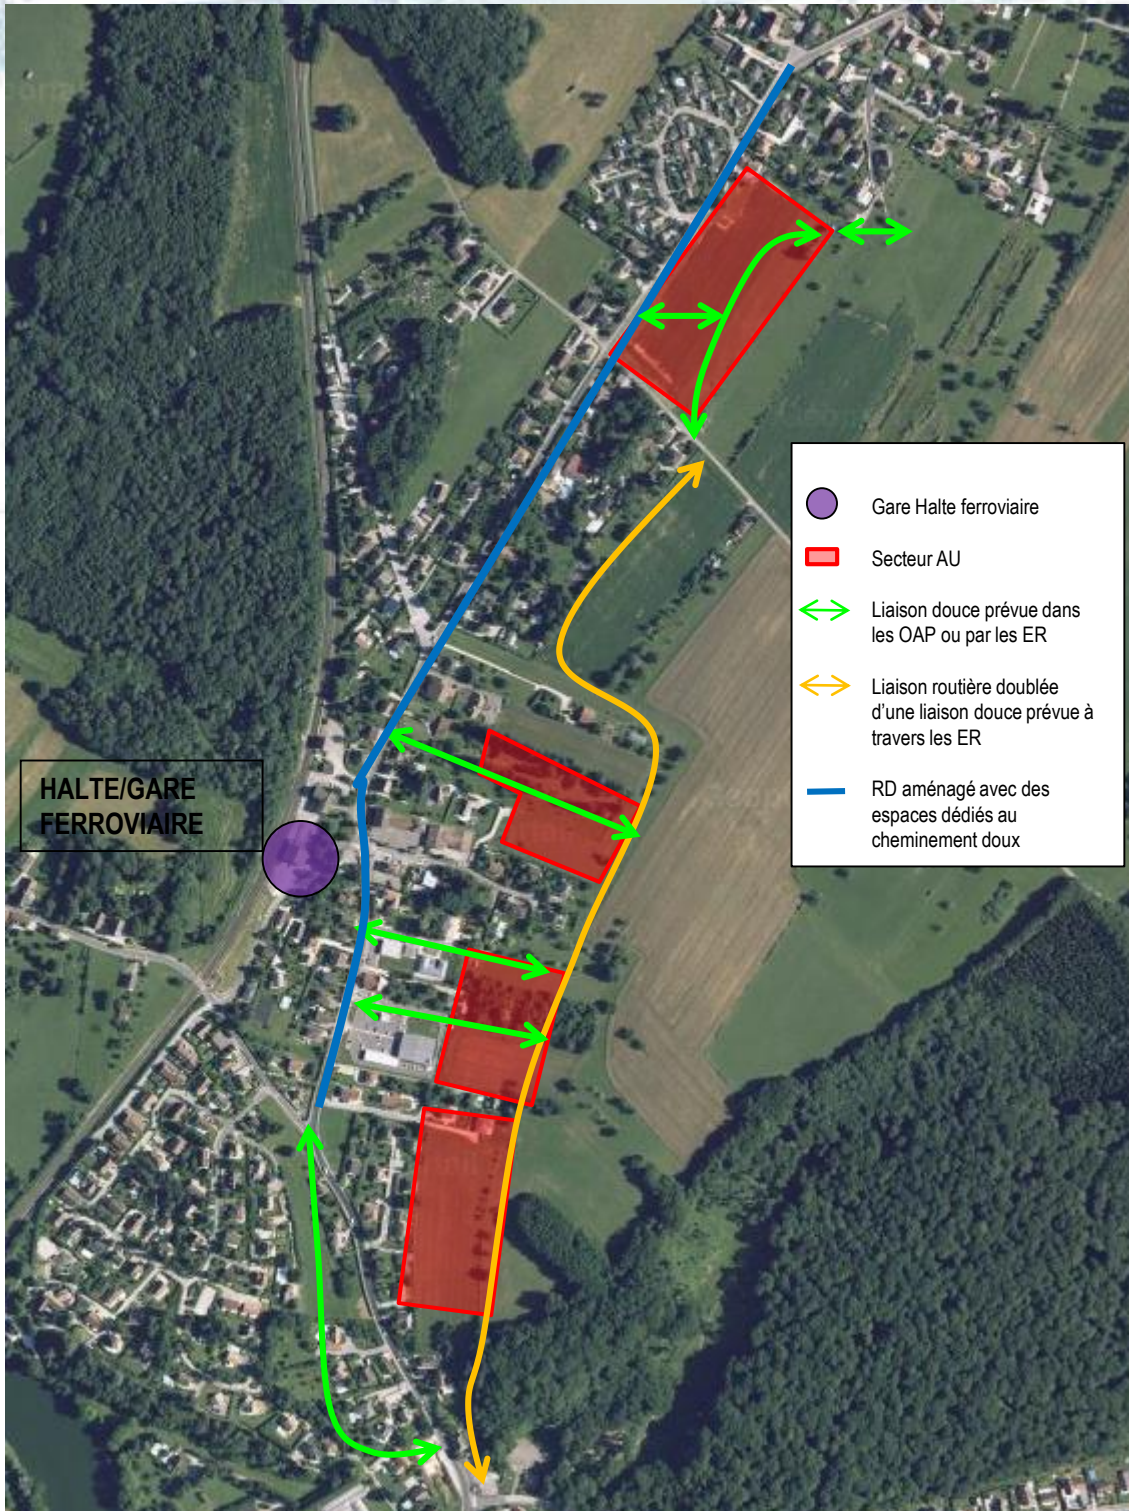 Gare Halte ferroviaire
Secteur AU
Liaison douce prévue dans
les OAP ou par les ER
Liaison routière doublée
d'une liaison douce prévue à
travers les ER
RD aménagé avec des
espaces dédiés au
cheminement doux
HALTE/GARE
FERROVIAIRE